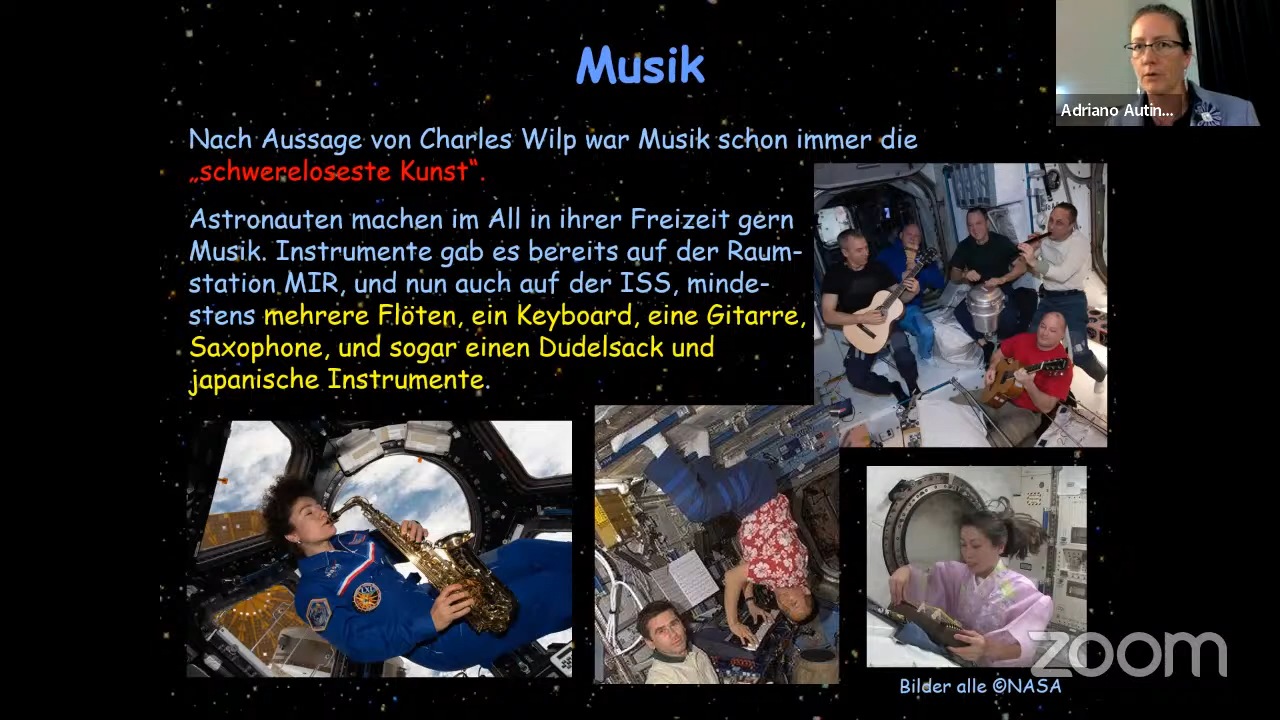 Musik
Adriano Autin...
Nach Aussage von Charles Wilp war Musik schon immer die
„schwereloseste Kunst“.
Astronauten machen im All in ihrer Freizeit gern
Musik. Instrumente gab es bereits auf der Raum-
station MIR, und nun auch auf der ISS, minde-
stens mehrere Flöten, ein Keyboard, eine Gitarre,
Saxophone, und sogar einen Dudelsack und
japanische Instrumente.
zoom
Bilder alle ©NASA